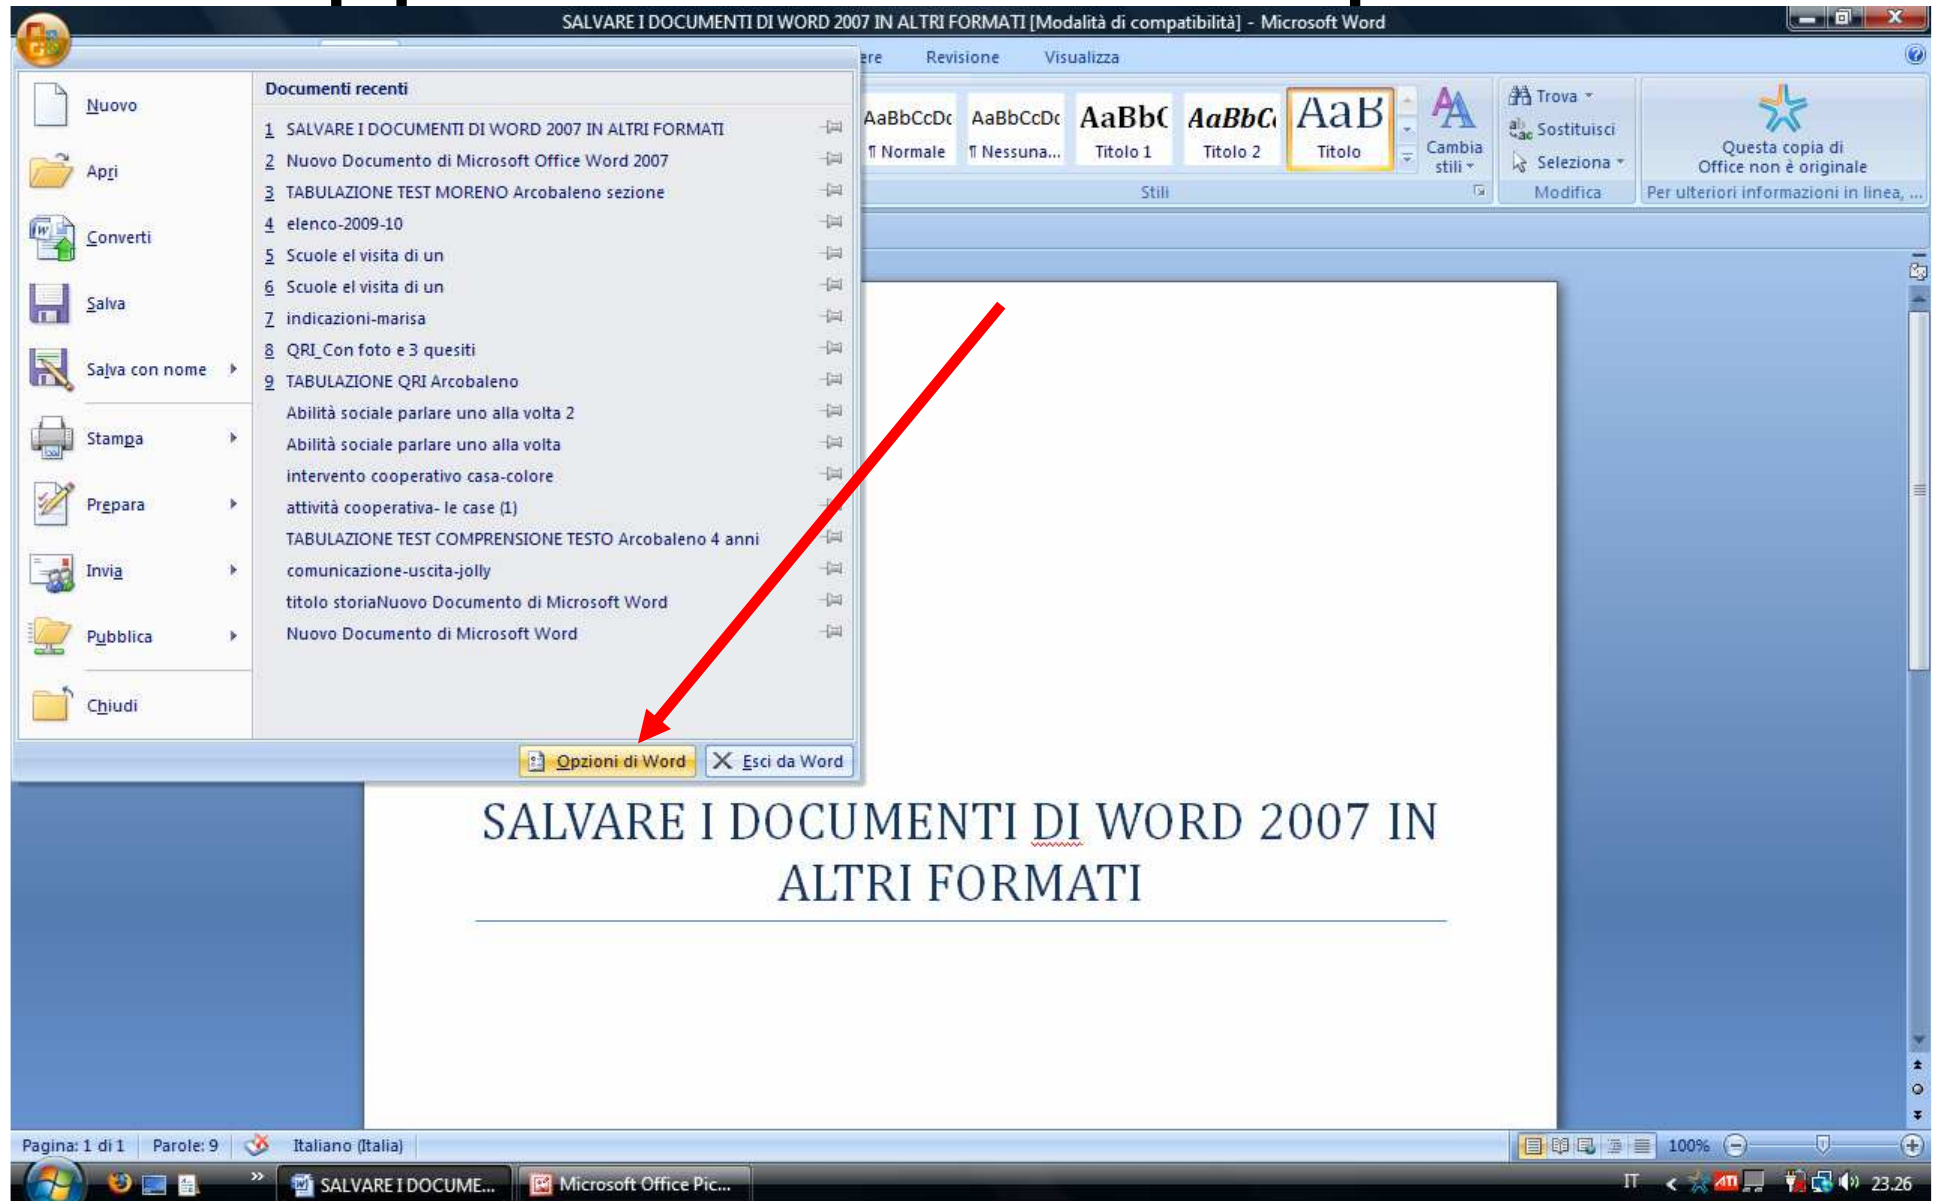 SALVARE I DOCUMENTI DI WORD 2007 IN ALTRI FORMATI [Modalità di compatibilità] - Microsoft Word
Revisione Visualizza
Nuovo
Apri
Converti
Salva
Salva con nome
Stampa
Prepara
Invia
Pubblica
Chiudi
Documenti recenti
1 SALVARE I DOCUMENTI DI WORD 2007 IN ALTRI FORMATI
2 Nuovo Documento di Microsoft Office Word 2007
3 TABULAZIONE TEST MORENO Arcobaleno sezione
4 elenco-2009-10
5 Scuole el visita di un
6 Scuole el visita di un
7 indicazioni-marisa
8 QRI_Con foto e 3 quesiti
9 TABULAZIONE QRI Arcobaleno
Abilità sociale parlare uno alla volta 2
Abilità sociale parlare uno alla volta
intervento cooperativo casa-colore
attività cooperativa- le case (1)
TABULAZIONE TEST COMPRENSIONE TESTO Arcobaleno 4 anni
comunicazione-uscita-jolly
titolo storiaNuovo Documento di Microsoft Word
Nuovo Documento di Microsoft Word
Opzioni di Word Esci da Word
AaBbCcDc AaBbCcDc AaBbC AaBbC AaB
¶ Normale ¶ Nessuna... Titolo 1 Titolo 2 Titolo
Cambia
stili
Stili
Trova
Sostituisci
Seleziona
Modifica
Questa copia di
Office non è originale
Per ulteriori informazioni in linea, ...
SALVARE I DOCUMENTI DI WORD 2007 IN
ALTRI FORMATI
Pagina: 1 di 1 Parole: 9 Italiano (Italia) 100%
SALVARE I DOCUME... Microsoft Office Pic... IT ATI 23.26